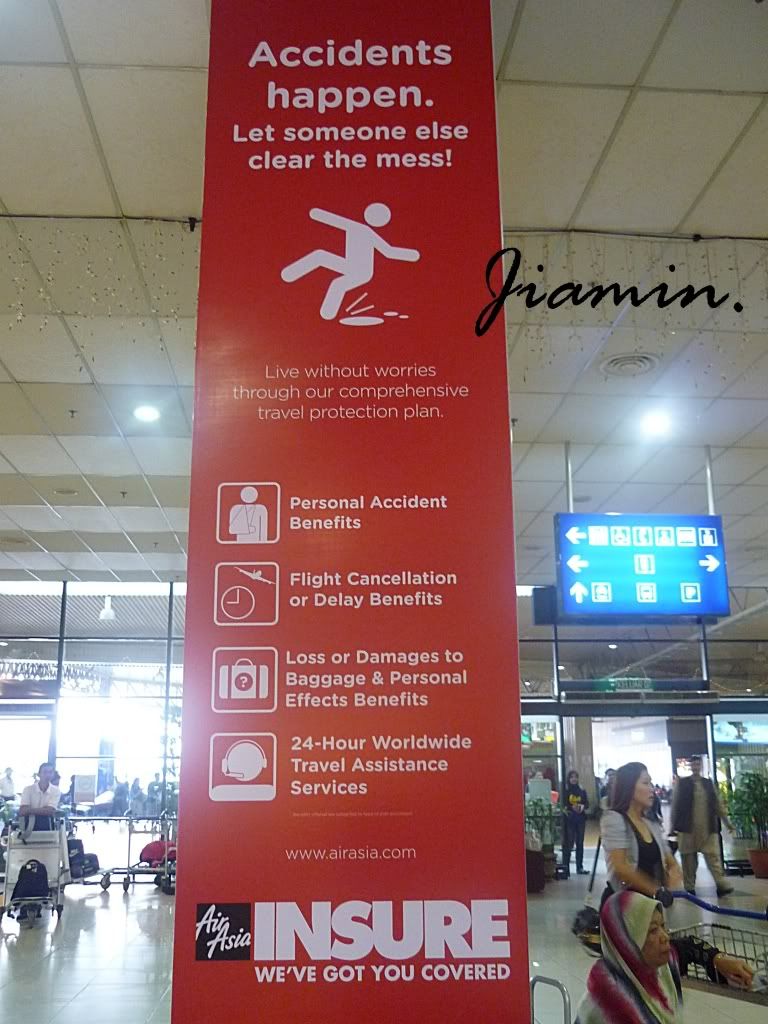 Accidents
happen.
Let someone else
clear the mess!
Jiamin.
Live without worries
through our comprehensive
travel protection plan.
Personal Accident
Benefits
Flight Cancellation
or Delay Benefits
Loss or Damages to
Baggage & Personal
Effects Benefits
24-Hour Worldwide
Travel Assistance
Services
www.airasia.com
Air
Asia
INSURE
WE'VE GOT YOU COVERED